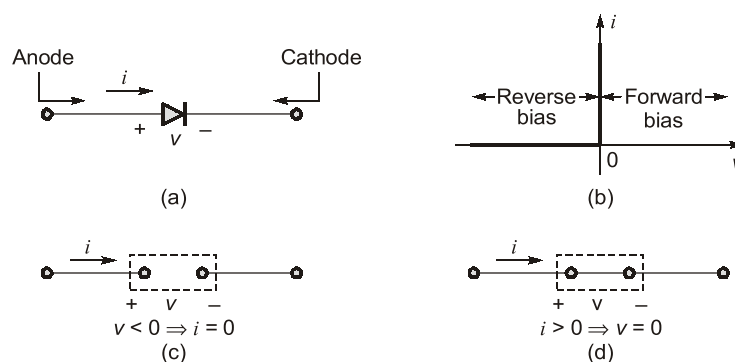 Anode
Cathode
i
+ v –
(a)
i
Reverse bias
Forward bias
0
v
(b)
i
+ v –
v < 0 ⇒ i = 0
(c)
i
+ v –
i > 0 ⇒ v = 0
(d)